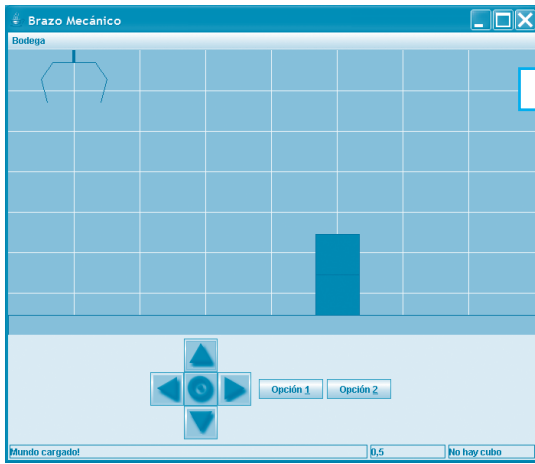 Brazo Mecánico
Bodega
Opción 1
Opción 2
Mundo cargado!
0,5
No hay cubo